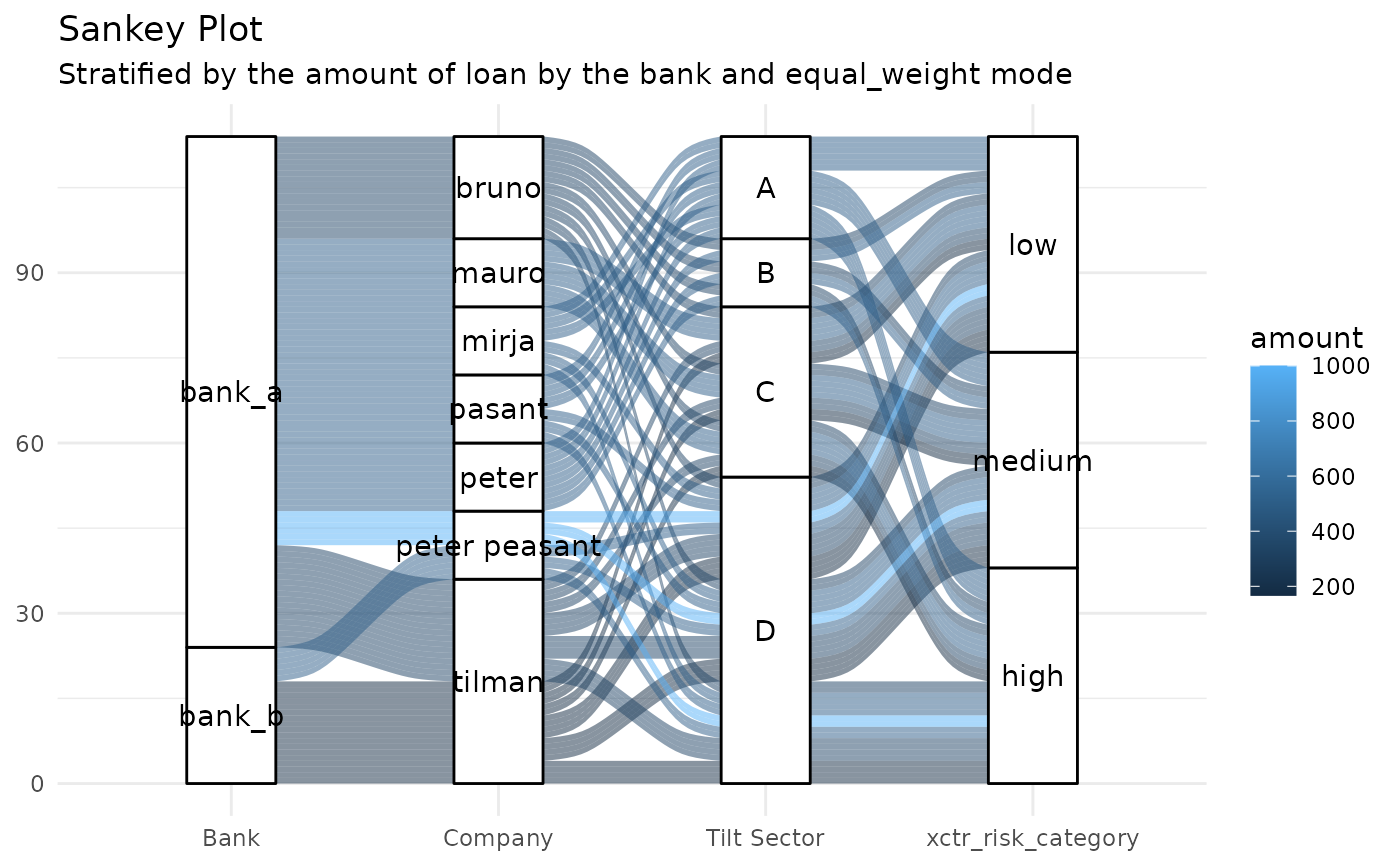 Sankey Plot
Stratified by the amount of loan by the bank and equal_weight mode
90
60
30
0
bank_a
bank_b
bruno
mauro
mirja
pasant
peter
peter peasant
tilman
A
B
C
D
low
medium
high
Bank
Company
Tilt Sector
xctr_risk_category
amount
1000
800
600
400
200